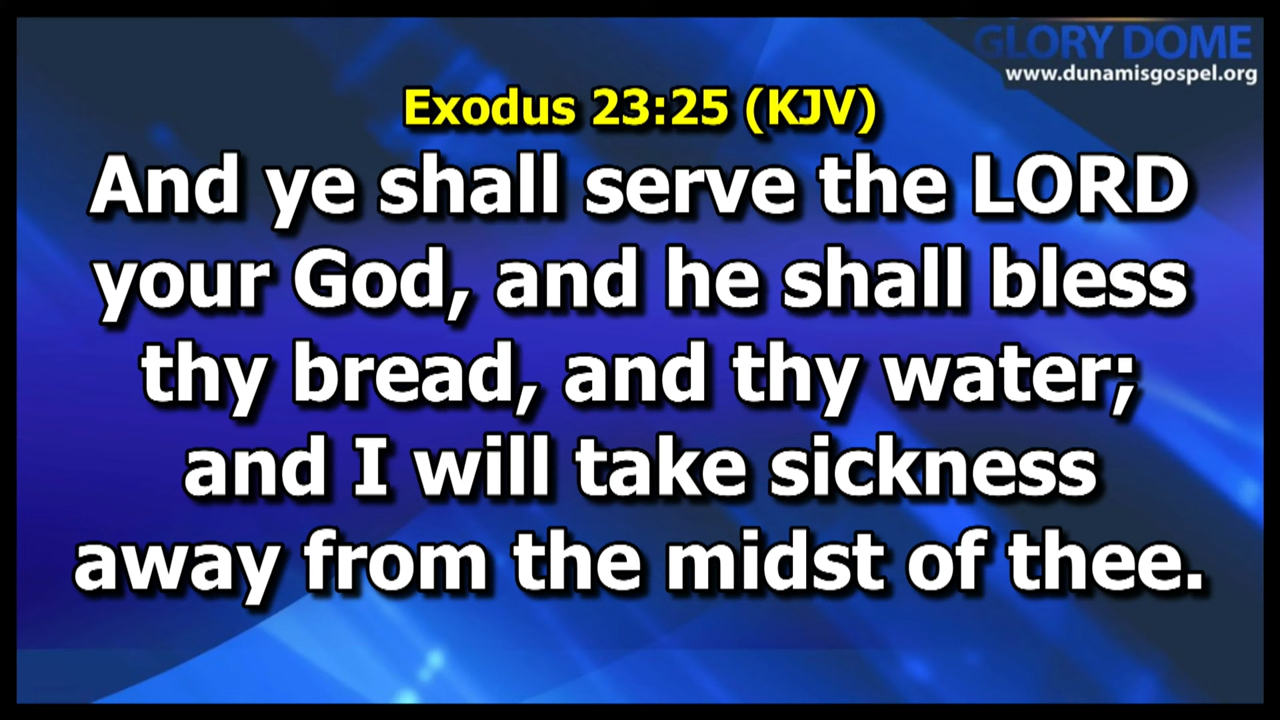 GLORY DOME
www.dunamisgospel.org
Exodus 23:25 (KJV)
And ye shall serve the LORD
your God, and he shall bless
thy bread, and thy water;
and I will take sickness
away from the midst of thee.